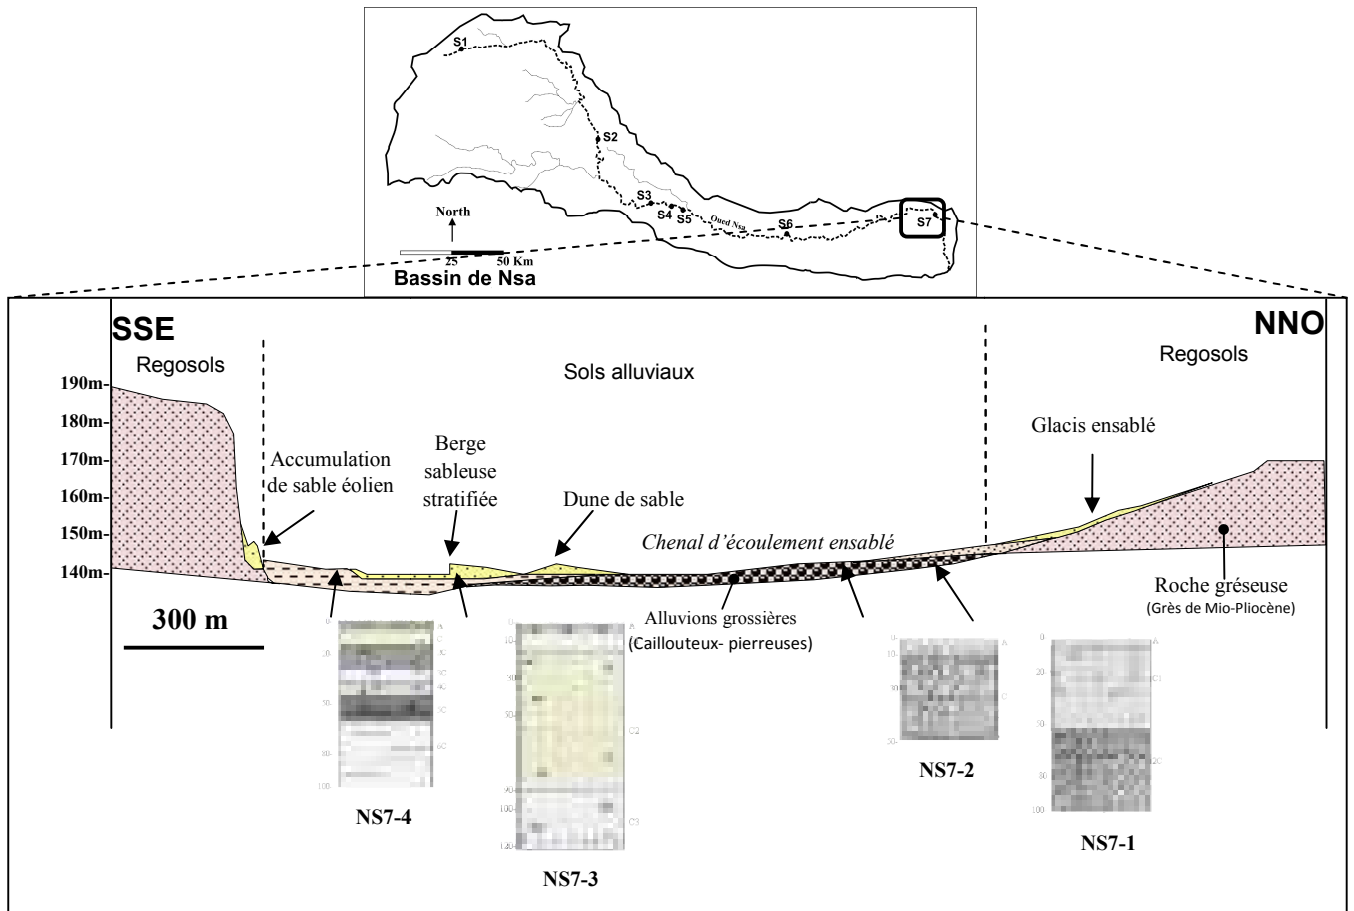 S1
S2
S3
S4
S5
Oued Nsa
S6
S7
North
25 50 Km
Bassin de Nsa
SSE
NNO
Regosols
Sols alluviaux
Regosols
190m-
180m-
170m-
160m-
150m-
140m-
Accumulation
de sable éolien
Berge
sableuse
stratifiée
Dune de sable
Glacis ensablé
Chenal d'écoulement ensablé
300 m
Alluvions grossières
(Caillouteux- pierreuses)
Roche gréseuse
(Grès de Mio-Pliocène)
NS7-4
NS7-3
NS7-2
NS7-1